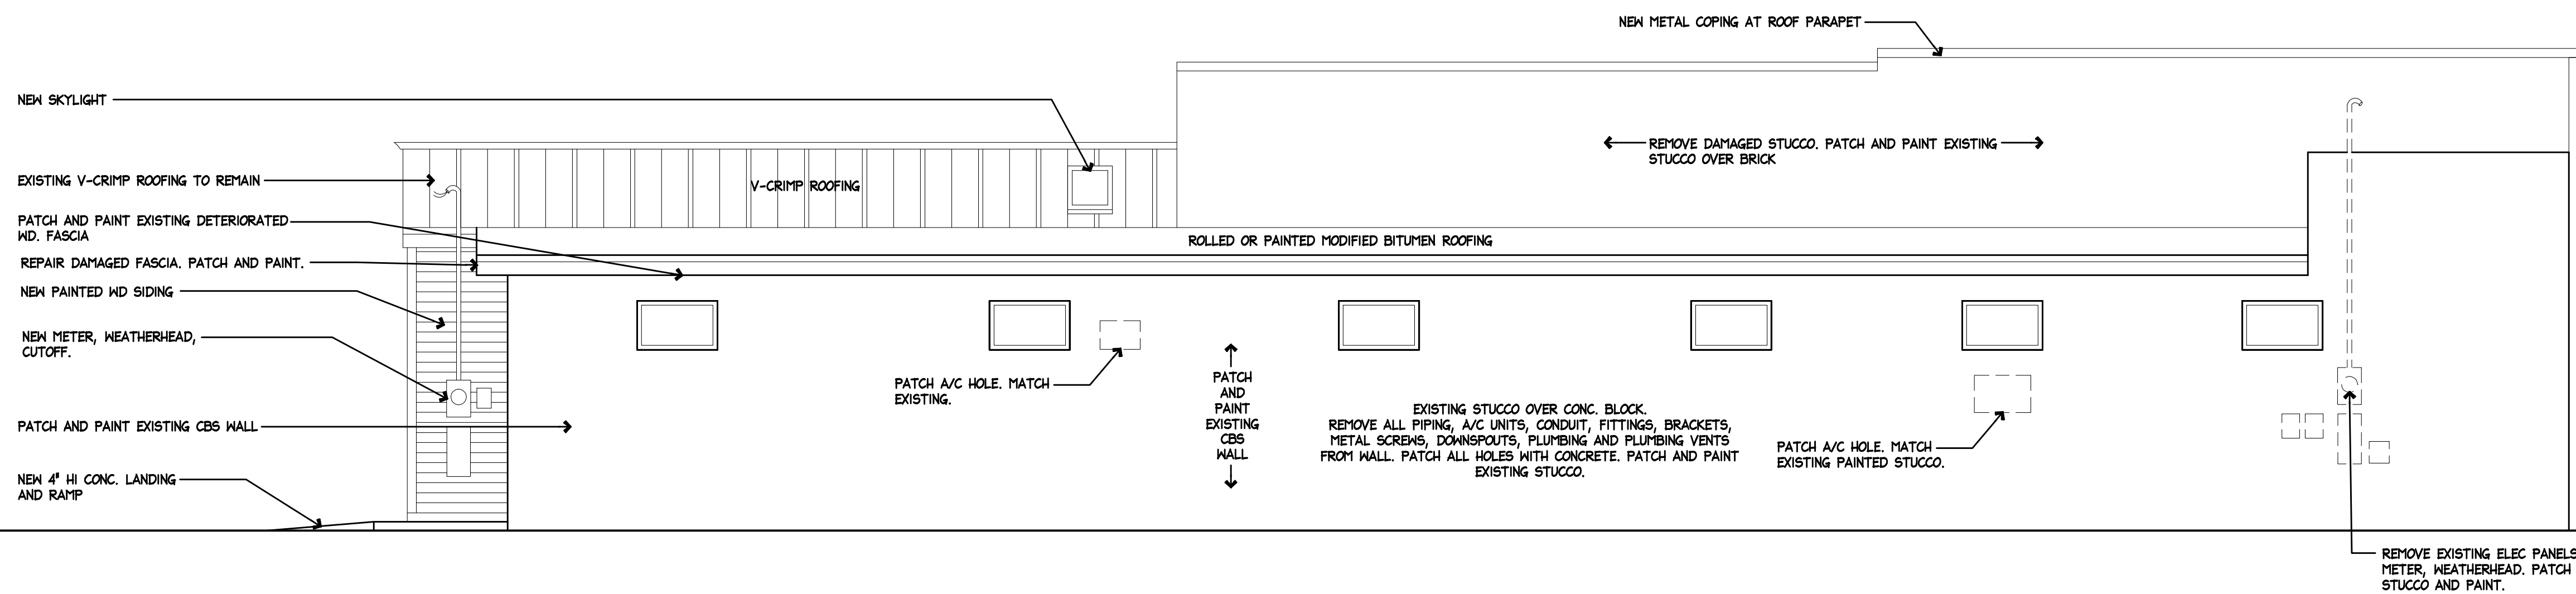 NEW METAL COPING AT ROOF PARAPET
NEW SKYLIGHT
REMOVE DAMAGED STUCCO. PATCH AND PAINT EXISTING
STUCCO OVER BRICK
EXISTING V-CRIMP ROOFING TO REMAIN
V-CRIMP ROOFING
PATCH AND PAINT EXISTING DETERIORATED
WD. FASCIA
ROLLED OR PAINTED MODIFIED BITUMEN ROOFING
REPAIR DAMAGED FASCIA. PATCH AND PAINT.
NEW PAINTED WD SIDING
NEW METER, WEATHERHEAD,
CUTOFF.
PATCH A/C HOLE. MATCH
EXISTING.
PATCH
AND
PAINT
EXISTING
CBS
WALL
EXISTING STUCCO OVER CONC. BLOCK.
REMOVE ALL PIPING, A/C UNITS, CONDUIT, FITTINGS, BRACKETS,
METAL SCREWS, DOWNSPOUTS, PLUMBING AND PLUMBING VENTS
FROM WALL. PATCH ALL HOLES WITH CONCRETE. PATCH AND PAINT
EXISTING STUCCO.
PATCH A/C HOLE. MATCH
EXISTING PAINTED STUCCO.
PATCH AND PAINT EXISTING CBS WALL
NEW 4" HI CONC. LANDING
AND RAMP
REMOVE EXISTING ELEC PANELS
METER, WEATHERHEAD. PATCH
STUCCO AND PAINT.